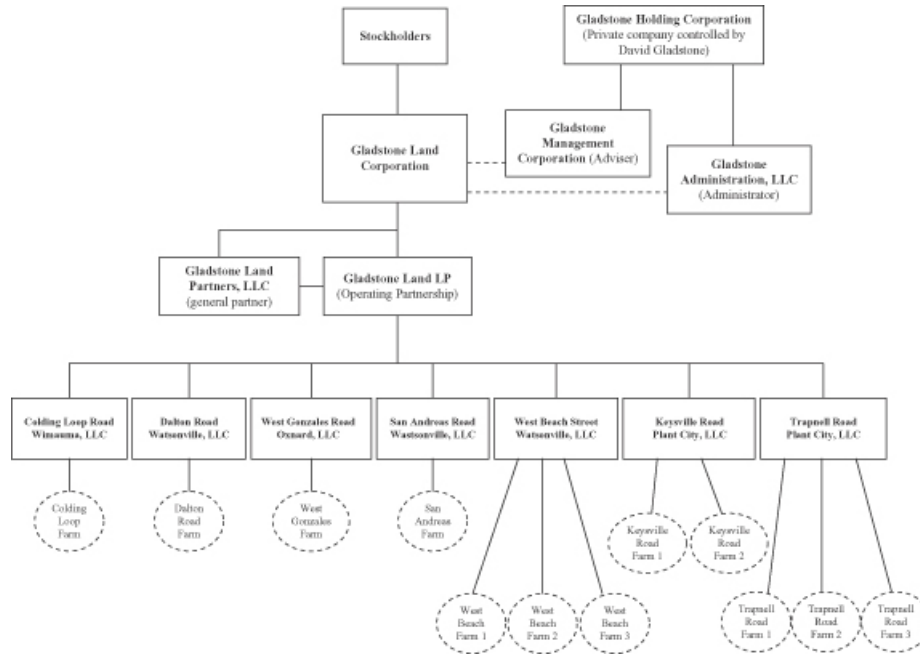 Stockholders
Gladstone Holding Corporation
(Private company controlled by
David Gladstone)
Gladstone Land
Corporation
Gladstone
Management
Corporation (Adviser)
Gladstone
Administration, LLC
(Administrator)
Gladstone Land
Partners, LLC
(general partner)
Gladstone Land LP
(Operating Partnership)
Colding Loop Road
Wimauma, LLC
Dalton Road
Watsonville, LLC
West Gonzales Road
Oxnard, LLC
San Andreas Road
Wastsonville, LLC
West Beach Street
Watsonville, LLC
Keysville Road
Plant City, LLC
Trapnell Road
Plant City, LLC
Colding
Loop
Farm
Dalton
Road
Farm
West
Gonzales
Farm
San
Andreas
Farm
Keysville
Road
Farm 1
Keysville
Road
Farm 2
West
Beach
Farm 1
West
Beach
Farm 2
West
Beach
Farm 3
Trapnell
Road
Farm 1
Trapnell
Road
Farm 2
Trapnell
Road
Farm 3